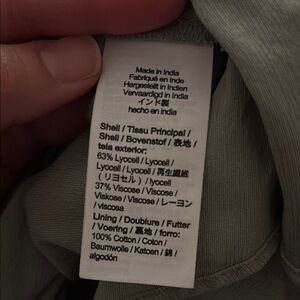 Made in India
Fabriqué en Inde
Hergestellt in Indien
Vervaardigd in India
インド製
hecho en India
Shell / Tissu Principal /
Shell / Bovenstof / 表地 /
tela exterior:
63% Lyocell / Lyocell /
Lyocell / Lyocell / 再生繊維
(リヨセル) / lyocell
37% Viscose / Viscose /
Viskose / Viscose / レーヨン
/ viscosa
Lining / Doublure / Futter
/ Voering / 裏地 / forro:
100% Cotton / Coton /
Baumwolle / Katoen / 綿 /
algodón